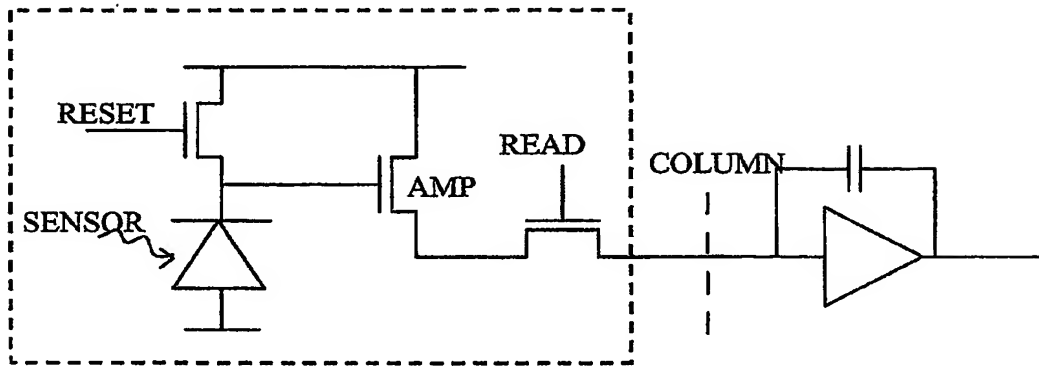 RESET
READ
COLUMN
AMP
SENSOR